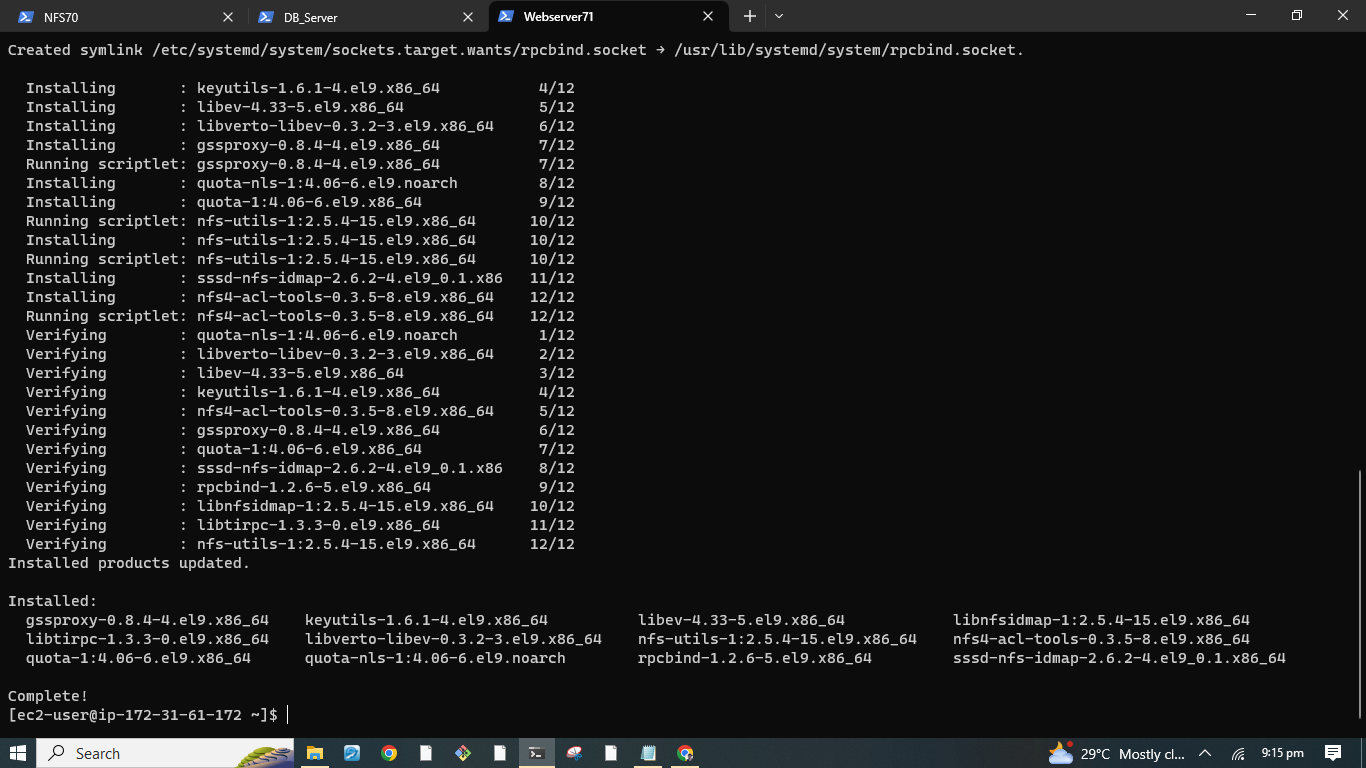 NFS70
DB_Server
Webserver71
Created symlink /etc/systemd/system/sockets.target.wants/rpcbind.socket → /usr/lib/systemd/system/rpcbind.socket.
Installing : keyutils-1.6.1-4.el9.x86_64 4/12
Installing : libev-4.33-5.el9.x86_64 5/12
Installing : libverto-libev-0.3.2-3.el9.x86_64 6/12
Installing : gssproxy-0.8.4-4.el9.x86_64 7/12
Running scriptlet: gssproxy-0.8.4-4.el9.x86_64 7/12
Installing : quota-nls-1:4.06-6.el9.noarch 8/12
Installing : quota-1:4.06-6.el9.x86_64 9/12
Running scriptlet: nfs-utils-1:2.5.4-15.el9.x86_64 10/12
Installing : nfs-utils-1:2.5.4-15.el9.x86_64 10/12
Running scriptlet: nfs-utils-1:2.5.4-15.el9.x86_64 10/12
Installing : sssd-nfs-idmap-2.6.2-4.el9_0.1.x86 11/12
Installing : nfs4-acl-tools-0.3.5-8.el9.x86_64 12/12
Running scriptlet: nfs4-acl-tools-0.3.5-8.el9.x86_64 12/12
Verifying : quota-nls-1:4.06-6.el9.noarch 1/12
Verifying : libverto-libev-0.3.2-3.el9.x86_64 2/12
Verifying : libev-4.33-5.el9.x86_64 3/12
Verifying : keyutils-1.6.1-4.el9.x86_64 4/12
Verifying : nfs4-acl-tools-0.3.5-8.el9.x86_64 5/12
Verifying : gssproxy-0.8.4-4.el9.x86_64 6/12
Verifying : quota-1:4.06-6.el9.x86_64 7/12
Verifying : sssd-nfs-idmap-2.6.2-4.el9_0.1.x86 8/12
Verifying : rpcbind-1.2.6-5.el9.x86_64 9/12
Verifying : libnfsidmap-1:2.5.4-15.el9.x86_64 10/12
Verifying : libtirpc-1.3.3-0.el9.x86_64 11/12
Verifying : nfs-utils-1:2.5.4-15.el9.x86_64 12/12
Installed products updated.
Installed:
gssproxy-0.8.4-4.el9.x86_64 keyutils-1.6.1-4.el9.x86_64 libev-4.33-5.el9.x86_64 libnfsidmap-1:2.5.4-15.el9.x86_64
libtirpc-1.3.3-0.el9.x86_64 libverto-libev-0.3.2-3.el9.x86_64 nfs-utils-1:2.5.4-15.el9.x86_64 nfs4-acl-tools-0.3.5-8.el9.x86_64
quota-1:4.06-6.el9.x86_64 quota-nls-1:4.06-6.el9.noarch rpcbind-1.2.6-5.el9.x86_64 sssd-nfs-idmap-2.6.2-4.el9_0.1.x86_64
Complete!
[ec2-user@ip-172-31-61-172 ~]$
Search
29°C Mostly cl...
9:15 pm